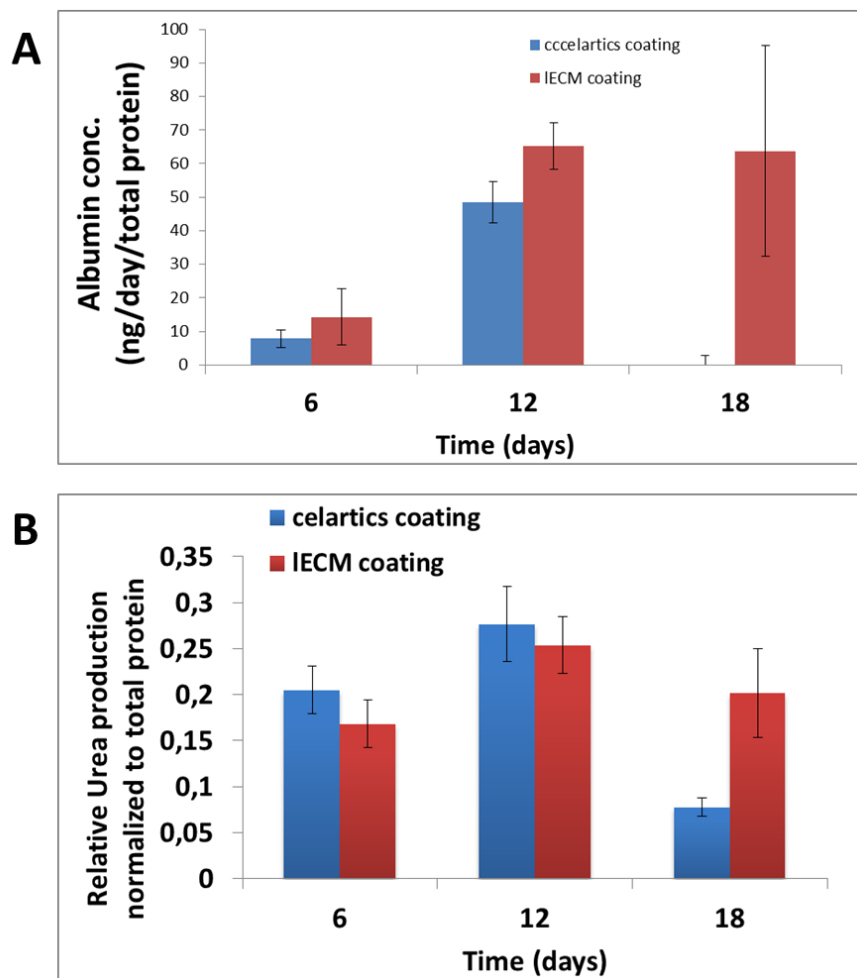 A
Albumin conc.
(ng/day/total protein)
100
90
80
70
60
50
40
30
20
10
0
cccelartics coating
lECM coating
6 12 18
Time (days)
B
celartics coating
lECM coating
Relative Urea production
normalized to total protein
0,35
0,3
0,25
0,2
0,15
0,1
0,05
0
6 12 18
Time (days)